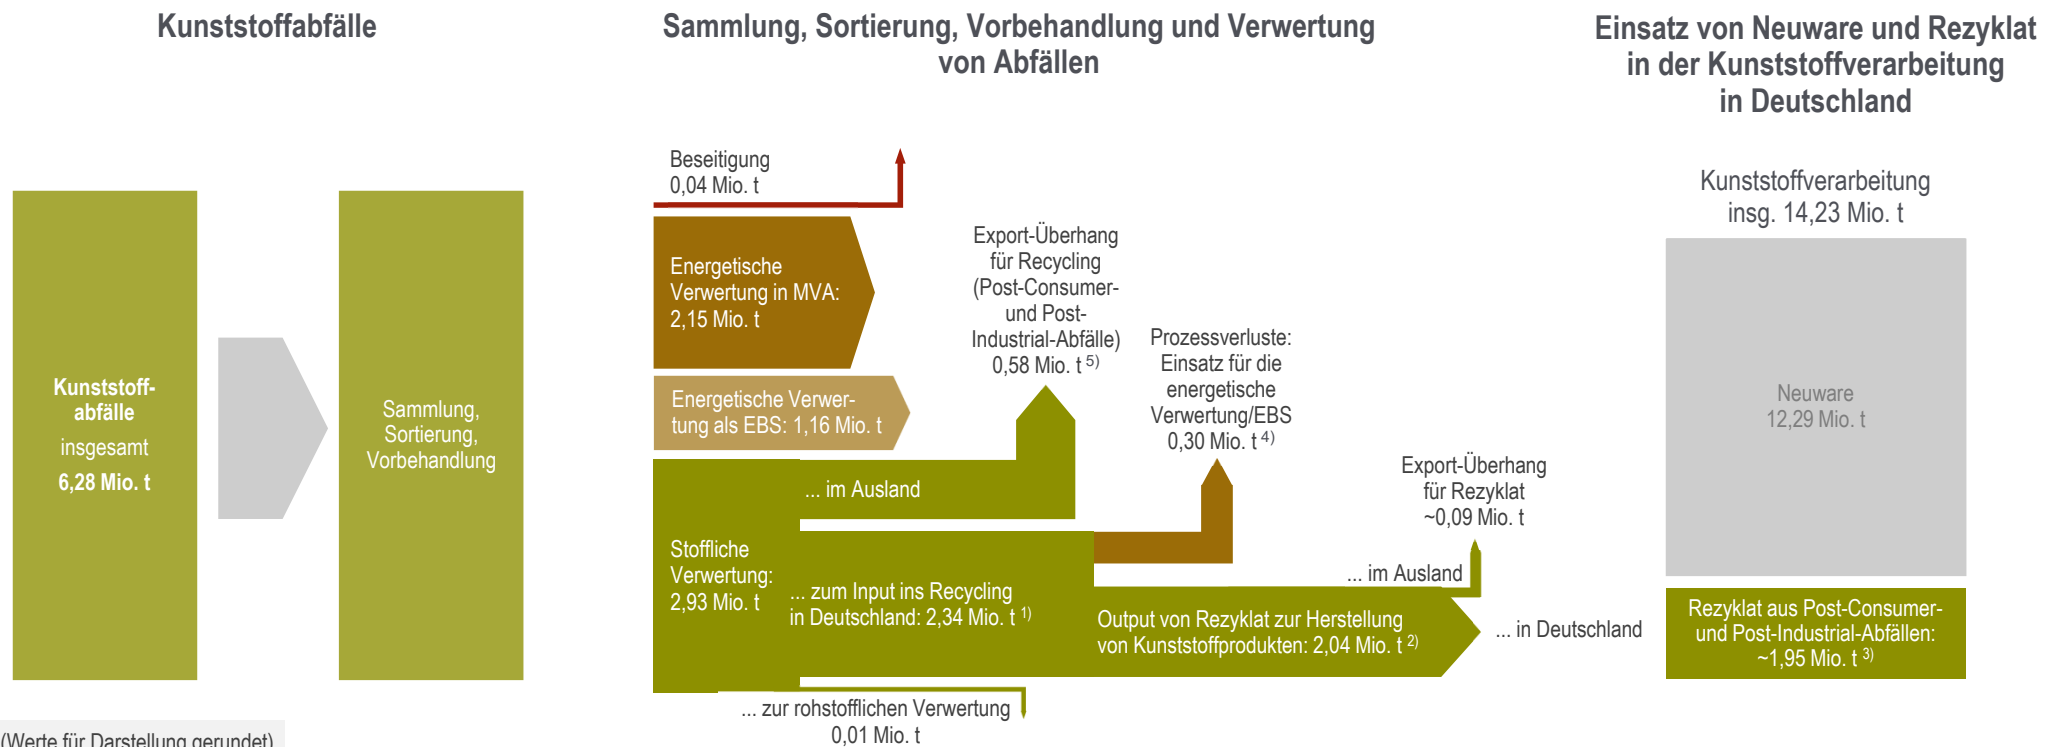 Kunststoffabfälle
Sammlung, Sortierung, Vorbehandlung und Verwertung
von Abfällen
Einsatz von Neuware und Rezyklat
in der Kunststoffverarbeitung
in Deutschland
Kunststoff-
abfälle
insgesamt
6,28 Mio. t
Sammlung,
Sortierung,
Vorbehandlung
Beseitigung
0,04 Mio. t
Energetische
Verwertung in MVA:
2,15 Mio. t
Energetische Verwer-
tung als EBS: 1,16 Mio. t
Export-Überhang
für Recycling
(Post-Consumer-
und Post-
Industrial-Abfälle)
0,58 Mio. t 5)
Prozessverluste:
Einsatz für die
energetische
Verwertung/EBS
0,30 Mio. t 4)
Export-Überhang
für Rezyklat
~0,09 Mio. t
... im Ausland
Stoffliche
Verwertung:
2,93 Mio. t
... zum Input ins Recycling
in Deutschland: 2,34 Mio. t 1)
... im Ausland
Output von Rezyklat zur Herstellung
von Kunststoffprodukten: 2,04 Mio. t 2)
... in Deutschland
... zur rohstofflichen Verwertung
0,01 Mio. t
Kunststoffverarbeitung
insg. 14,23 Mio. t
Neuware
12,29 Mio. t
Rezyklat aus Post-Consumer-
und Post-Industrial-Abfällen:
~1,95 Mio. t 3)
(Werte für Darstellung gerundet)